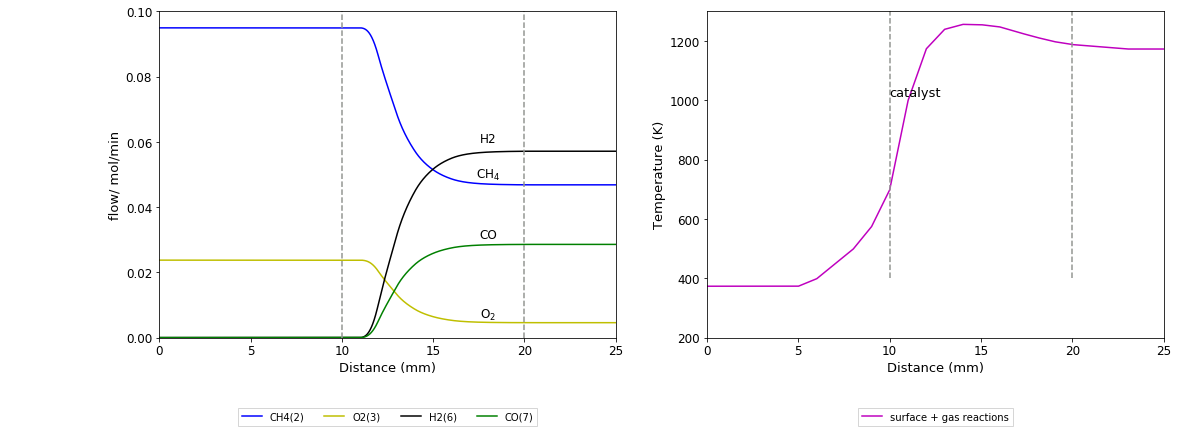 0.10
0.08
0.06
0.04
0.02
0.00
flow/ mol/min
H2
CH₄
CO
O₂
0 5 10 15 20 25
Distance (mm)
CH4(2) O2(3) H2(6) CO(7)
1200
1000
800
600
400
200
Temperature (K)
catalyst
0 5 10 15 20 25
Distance (mm)
surface + gas reactions